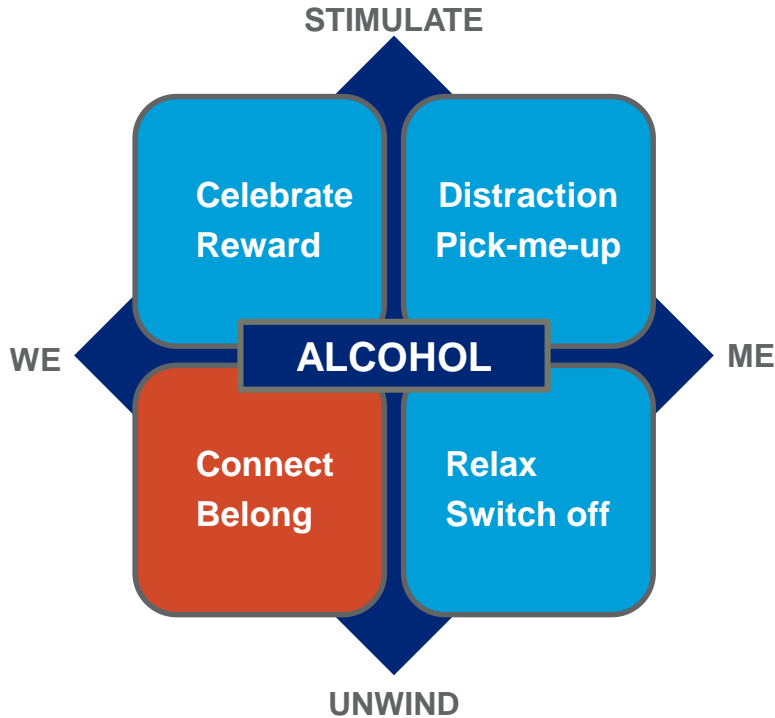 STIMULATE
Celebrate
Reward
Distraction
Pick-me-up
WE
ALCOHOL
ME
Connect
Belong
Relax
Switch off
UNWIND